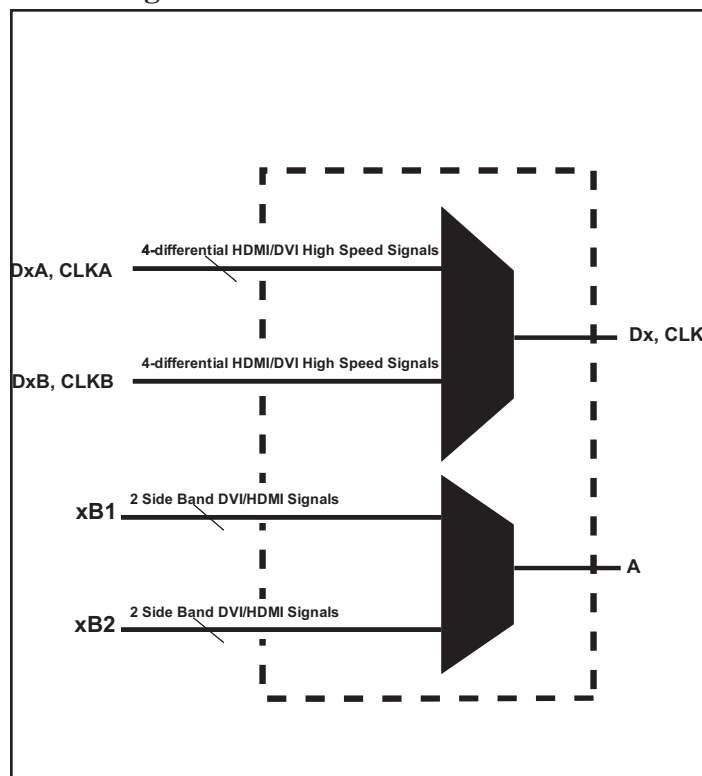 4-differential HDMI/DVI High Speed Signals
DxA, CLKA
Dx, CLK
4-differential HDMI/DVI High Speed Signals
DxB, CLKB
2 Side Band DVI/HDMI Signals
xB1
A
2 Side Band DVI/HDMI Signals
xB2